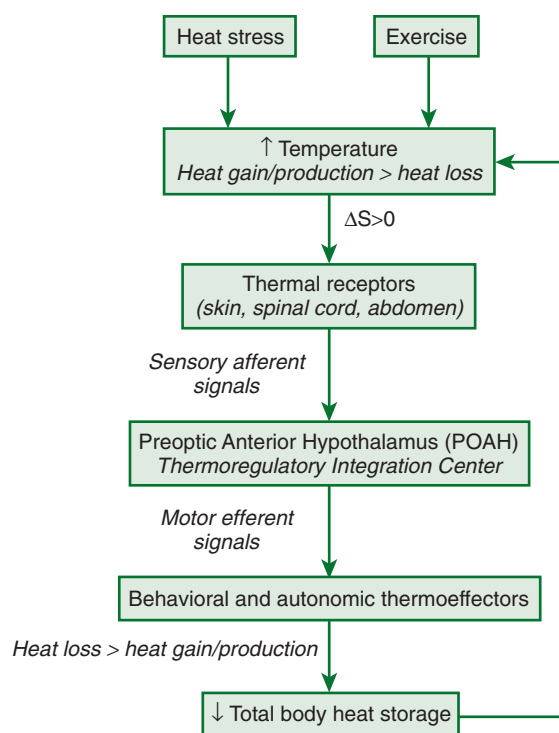 Heat stress
Exercise
↑ Temperature
Heat gain/production > heat loss
ΔS>0
Thermal receptors
(skin, spinal cord, abdomen)
Sensory afferent
signals
Preoptic Anterior Hypothalamus (POAH)
Thermoregulatory Integration Center
Motor efferent
signals
Behavioral and autonomic thermoeffectors
Heat loss > heat gain/production
↓ Total body heat storage